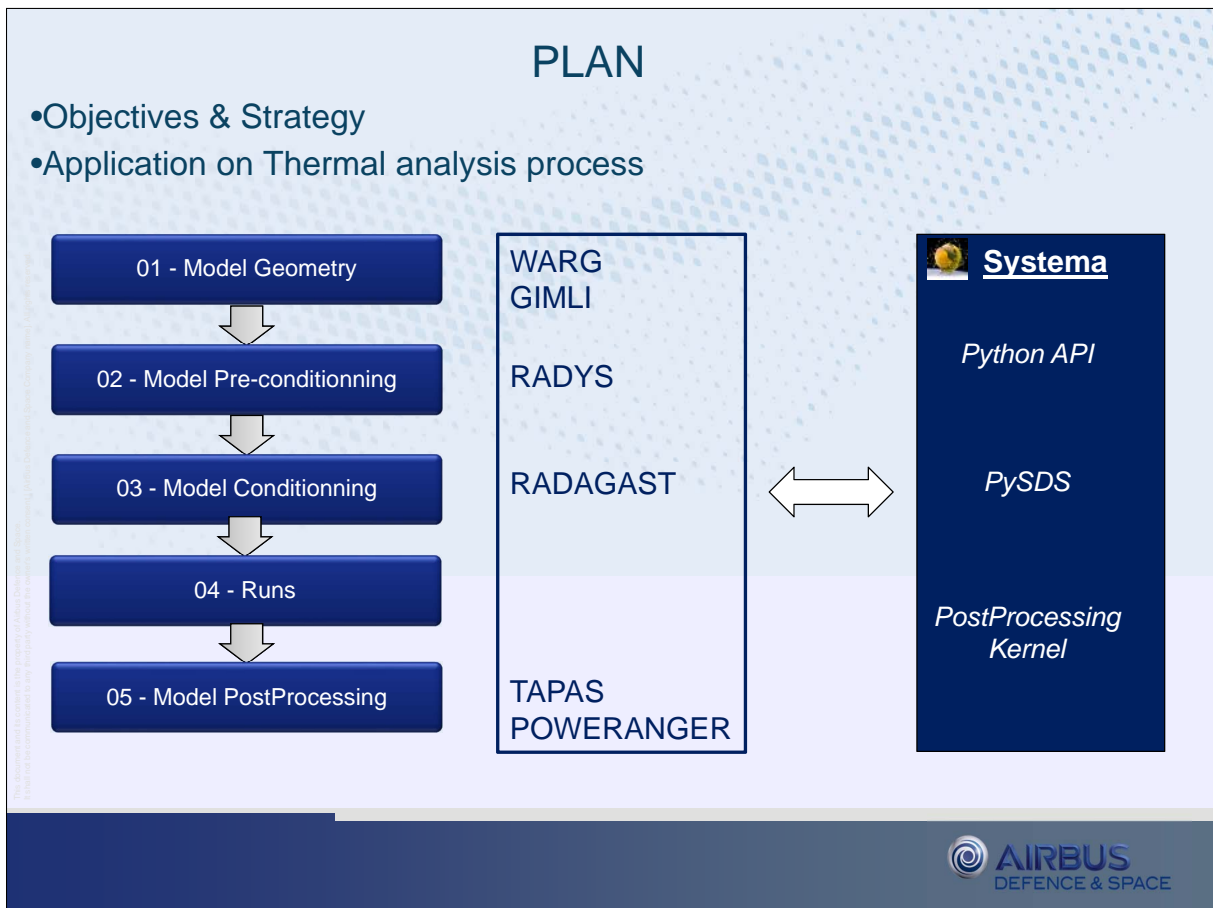 PLAN
•Objectives & Strategy
•Application on Thermal analysis process
01 - Model Geometry
02 - Model Pre-conditionning
03 - Model Conditionning
04 - Runs
05 - Model PostProcessing
WARG
GIMLI
RADYS
RADAGAST
TAPAS
POWERANGER
Systema
Python API
PySDS
PostProcessing
Kernel
AIRBUS
DEFENCE & SPACE